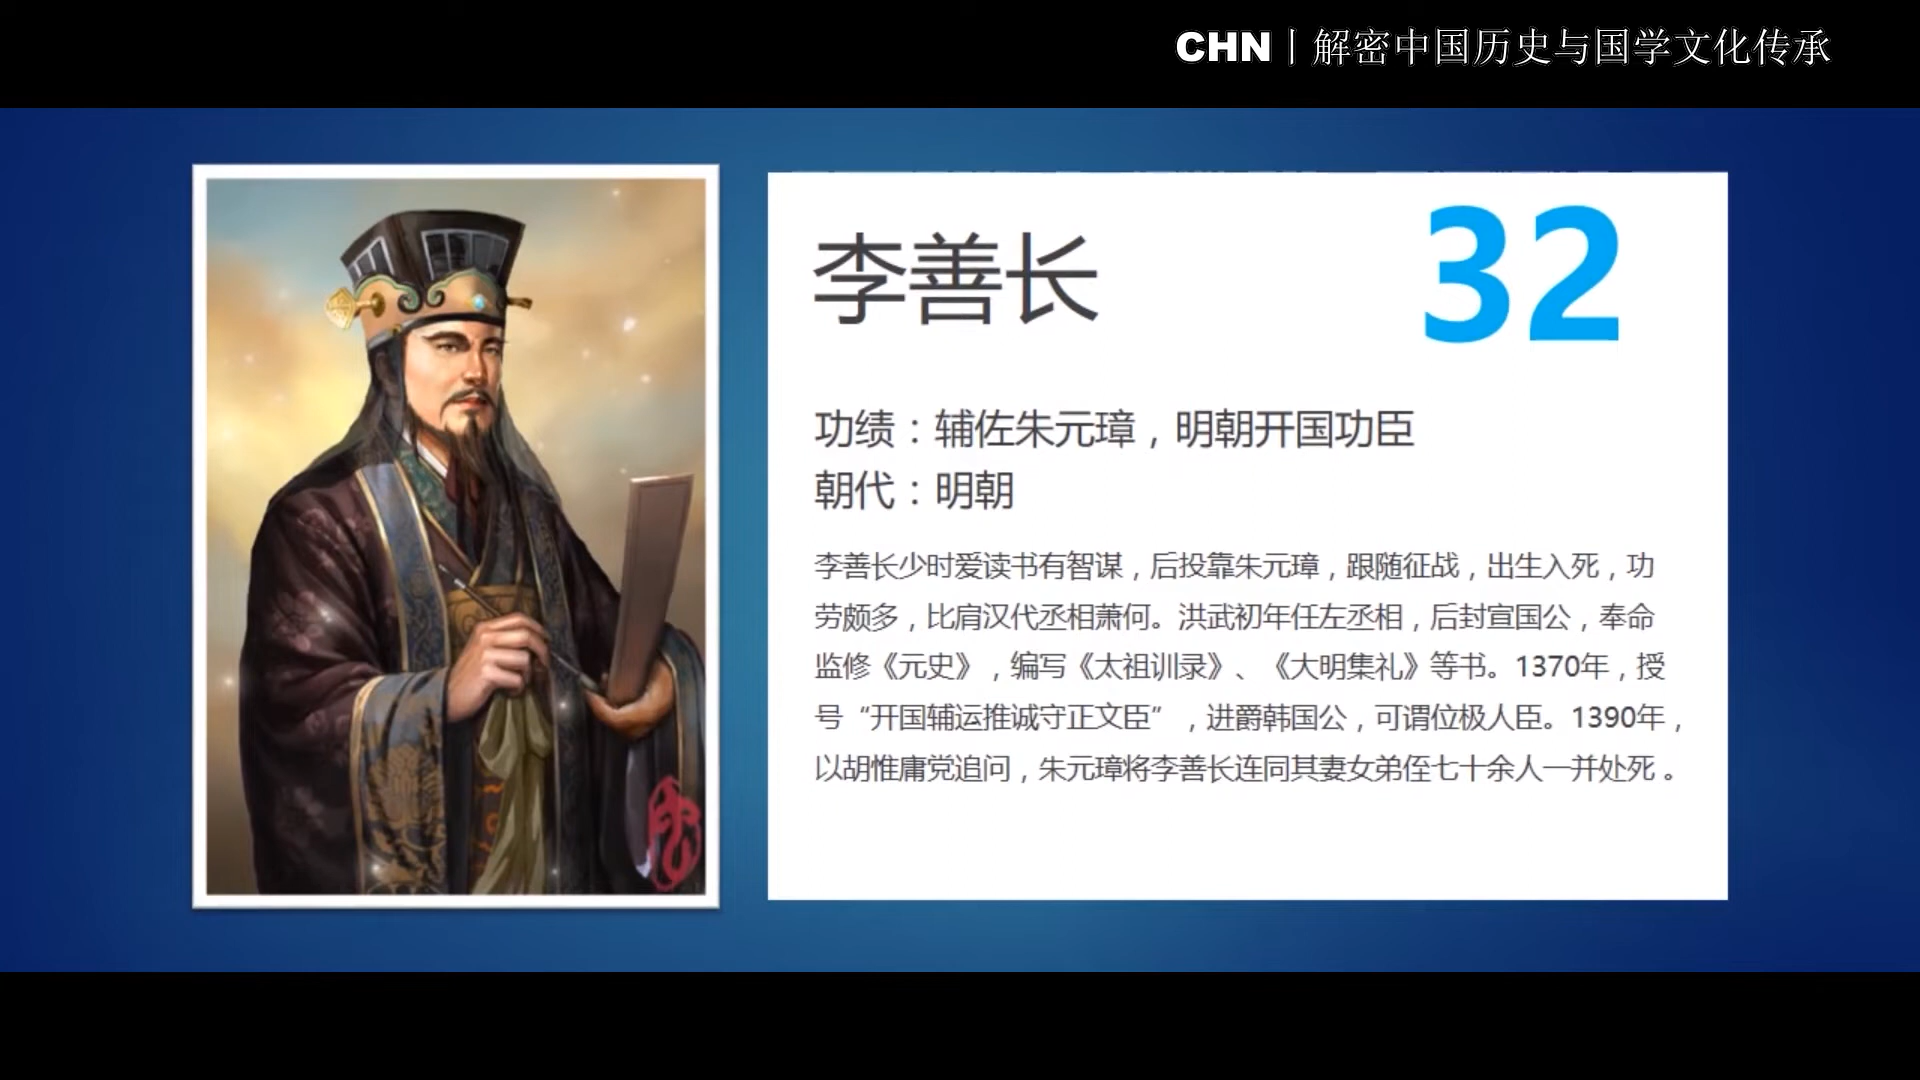 CHN丨解密中国历史与国学文化传承
李善长
32
功绩：辅佐朱元璋，明朝开国功臣
朝代：明朝
李善长少时爱读书有智谋，后投靠朱元璋，跟随征战，出生入死，功
劳颇多，比肩汉代丞相萧何。洪武初年任左丞相，后封宣国公，奉命
监修《元史》，编写《太祖训录》、《大明集礼》等书。1370年，授
号“开国辅运推诚守正文臣”，进爵韩国公，可谓位极人臣。1390年，
以胡惟庸党追问，朱元璋将李善长连同其妻女弟侄七十余人一并处死 。